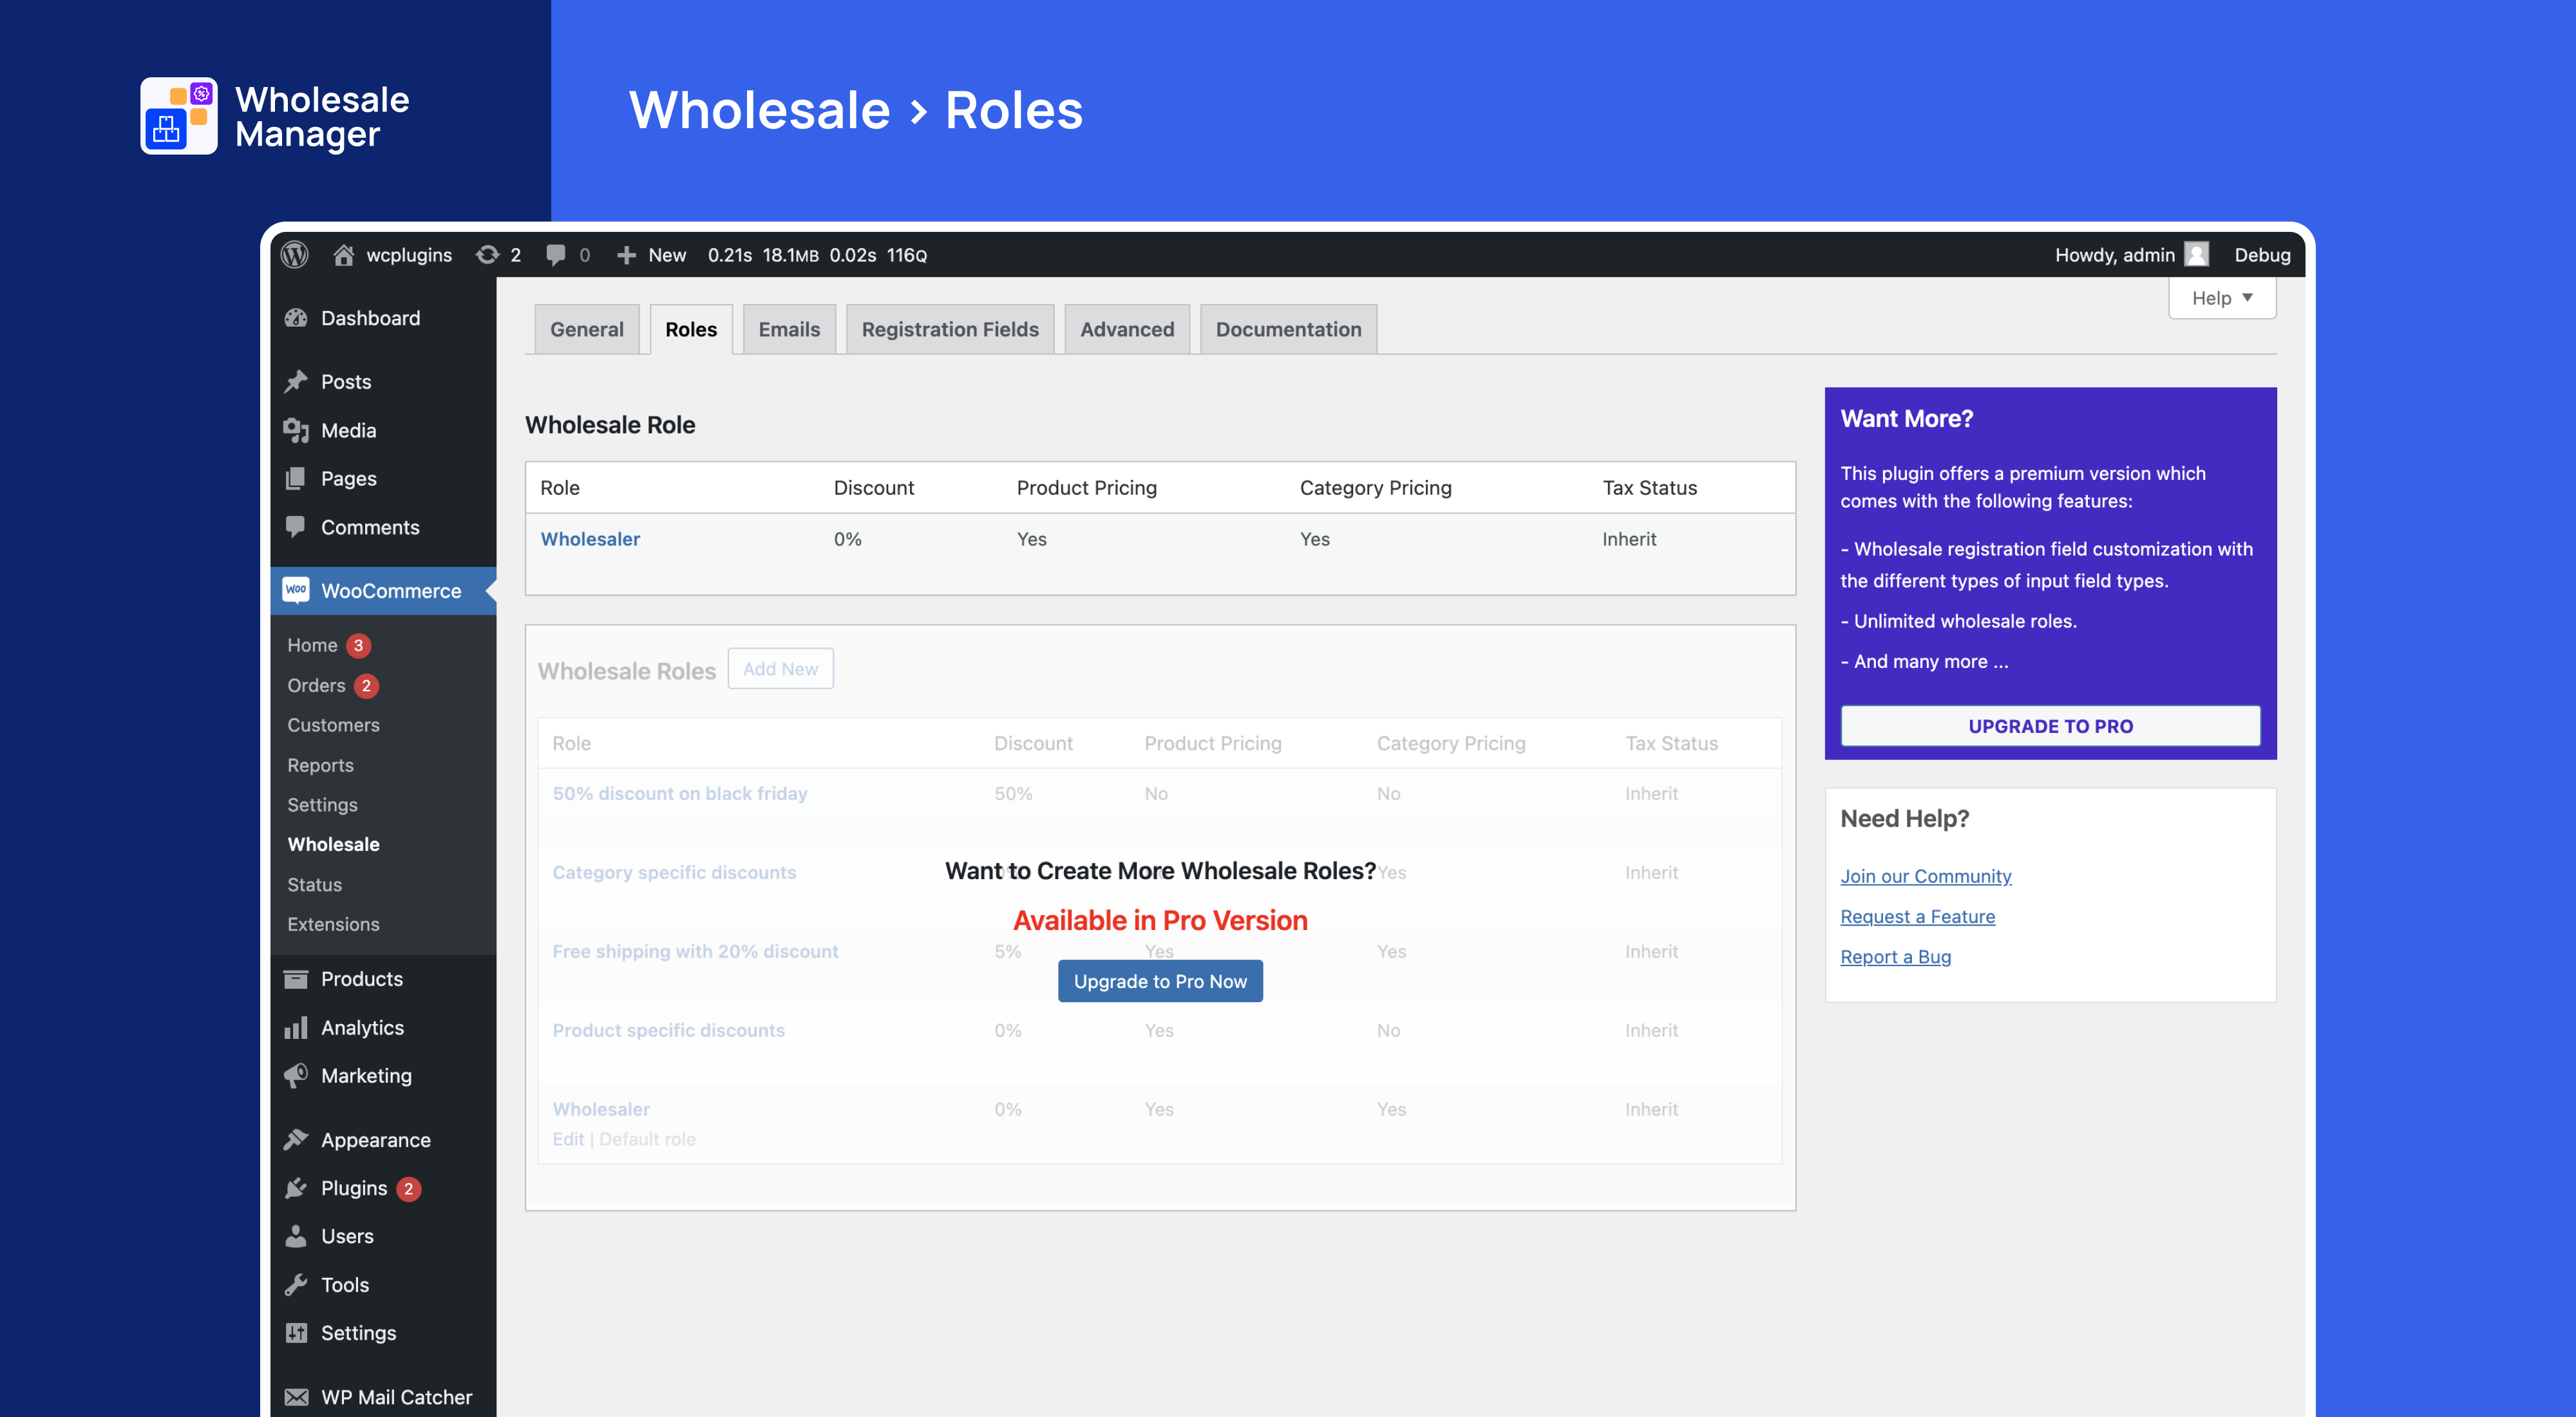 Wholesale
Manager
Wholesale > Roles
wcplugins 2 0 New 0.21s 18.1MB 0.02s 116Q
Howdy, admin Debug
Help
Dashboard
Posts
Media
Pages
Comments
WooCommerce
Home 3
Orders 2
Customers
Reports
Settings
Wholesale
Status
Extensions
Products
Analytics
Marketing
Appearance
Plugins 2
Users
Tools
Settings
WP Mail Catcher
General Roles Emails Registration Fields Advanced Documentation
Wholesale Role
Role Discount Product Pricing Category Pricing Tax Status
Wholesaler 0% Yes Yes Inherit
Wholesale Roles Add New
Role Discount Product Pricing Category Pricing Tax Status
50% discount on black friday 50% No No Inherit
Category specific discounts Yes Inherit
Want to Create More Wholesale Roles?
Available in Pro Version
Free shipping with 20% discount 5% Yes Yes Inherit
Upgrade to Pro Now
Product specific discounts 0% Yes No Inherit
Wholesaler 0% Yes Yes Inherit
Edit | Default role
Want More?
This plugin offers a premium version which
comes with the following features:
- Wholesale registration field customization with
the different types of input field types.
- Unlimited wholesale roles.
- And many more ...
UPGRADE TO PRO
Need Help?
Join our Community
Request a Feature
Report a Bug